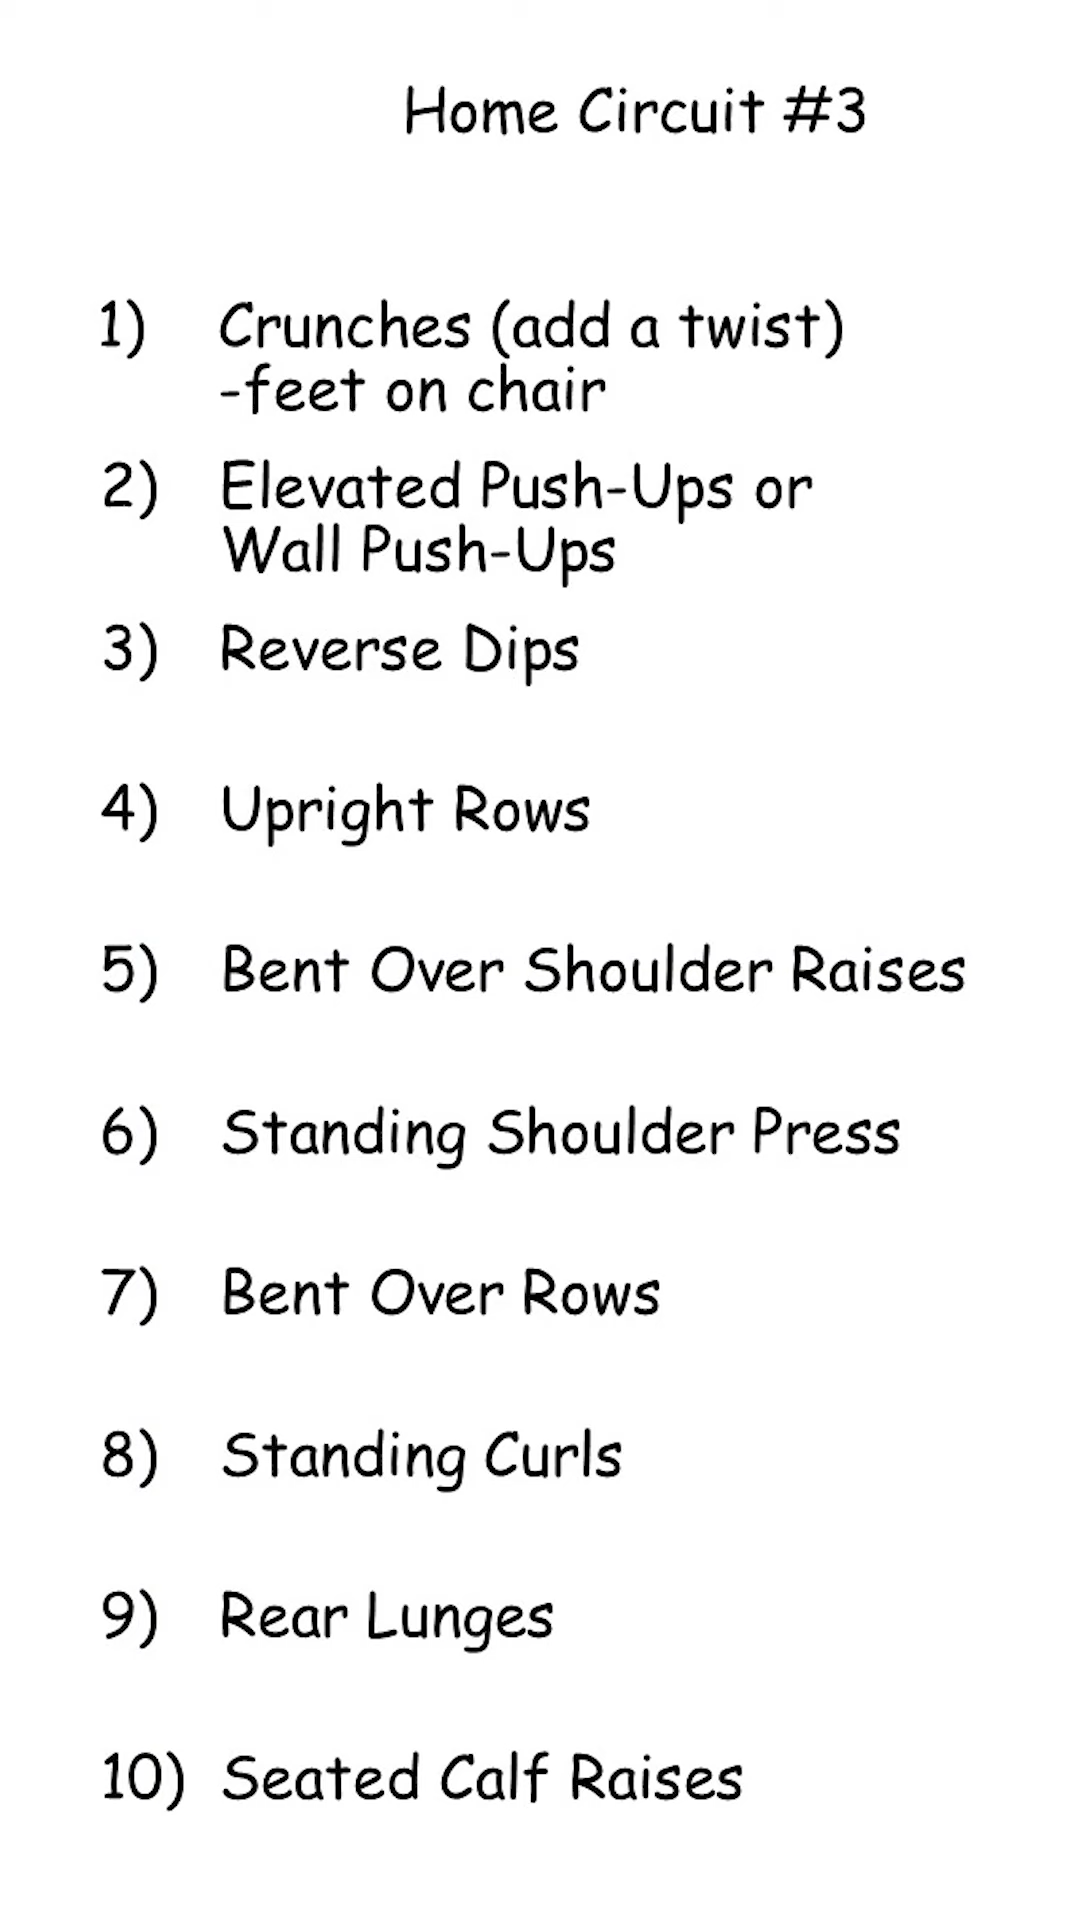 Home Circuit #3
1) Crunches (add a twist)
-feet on chair
2) Elevated Push-Ups or
Wall Push-Ups
3) Reverse Dips
4) Upright Rows
5) Bent Over Shoulder Raises
6) Standing Shoulder Press
7) Bent Over Rows
8) Standing Curls
9) Rear Lunges
10) Seated Calf Raises